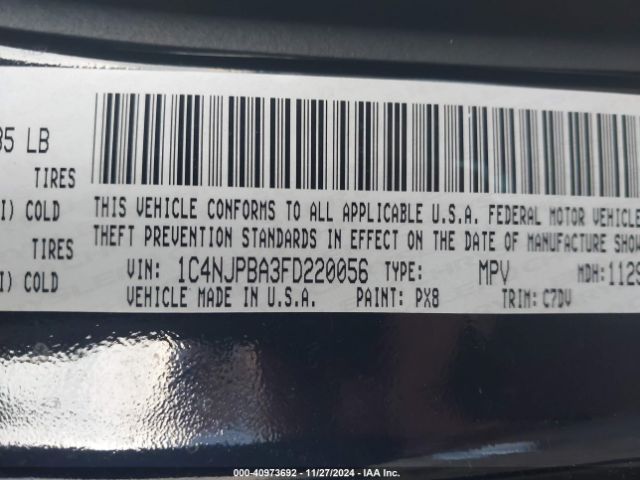 85 LB
TIRES
I) COLD
TIRES
I) COLD
THIS VEHICLE CONFORMS TO ALL APPLICABLE U.S.A. FEDERAL MOTOR VEHICLE
THEFT PREVENTION STANDARDS IN EFFECT ON THE DATE OF MANUFACTURE SHO
VIN: 1C4NJPBA3FD220056 TYPE: MPV MDH: 1129
VEHICLE MADE IN U.S.A. PAINT: PX8 TRIM: C7DV
000-40973692 - 11/27/2024 - IAA Inc.